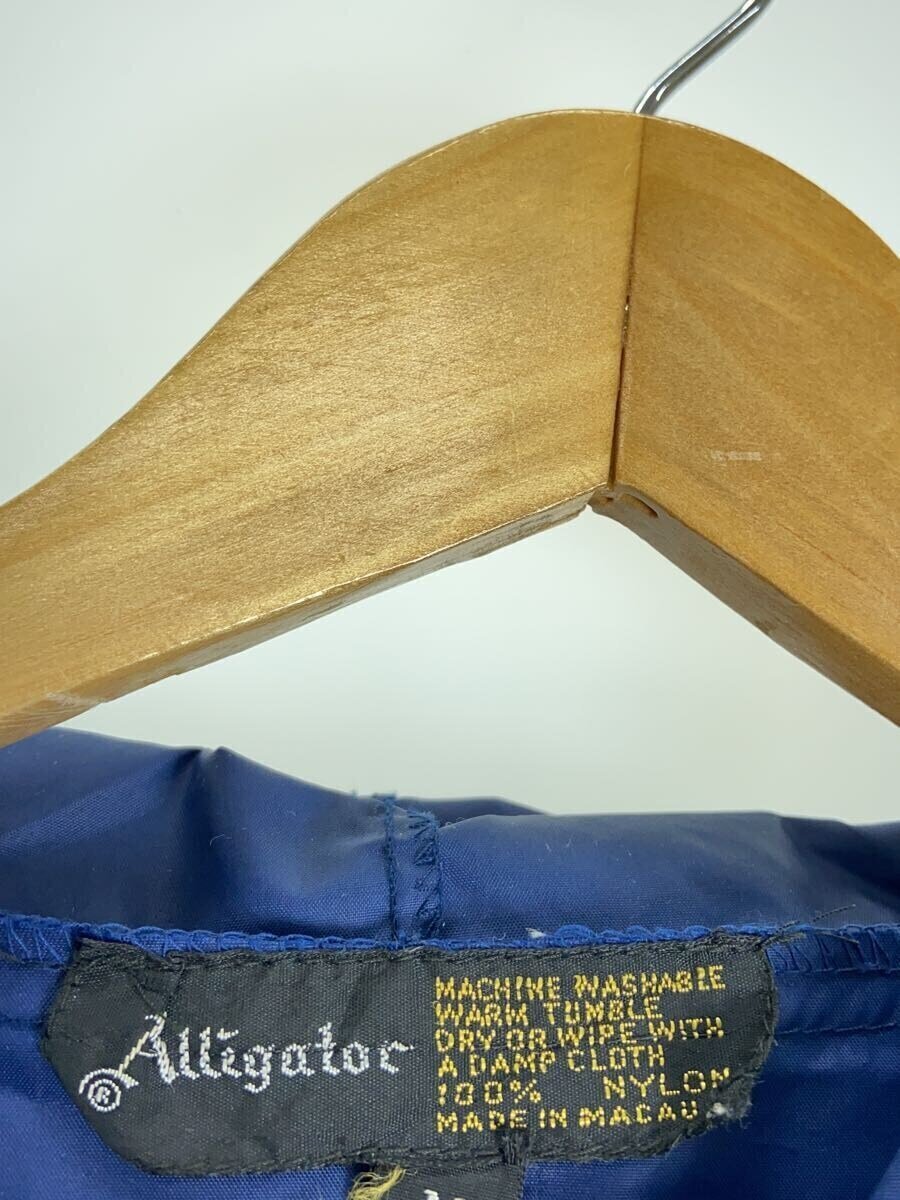 Alligator
®
MACHINE WASHABLE
WARM TUMBLE
DRY OR WIPE WITH
A DAMP CLOTH
100% NYLON
MADE IN MACAU